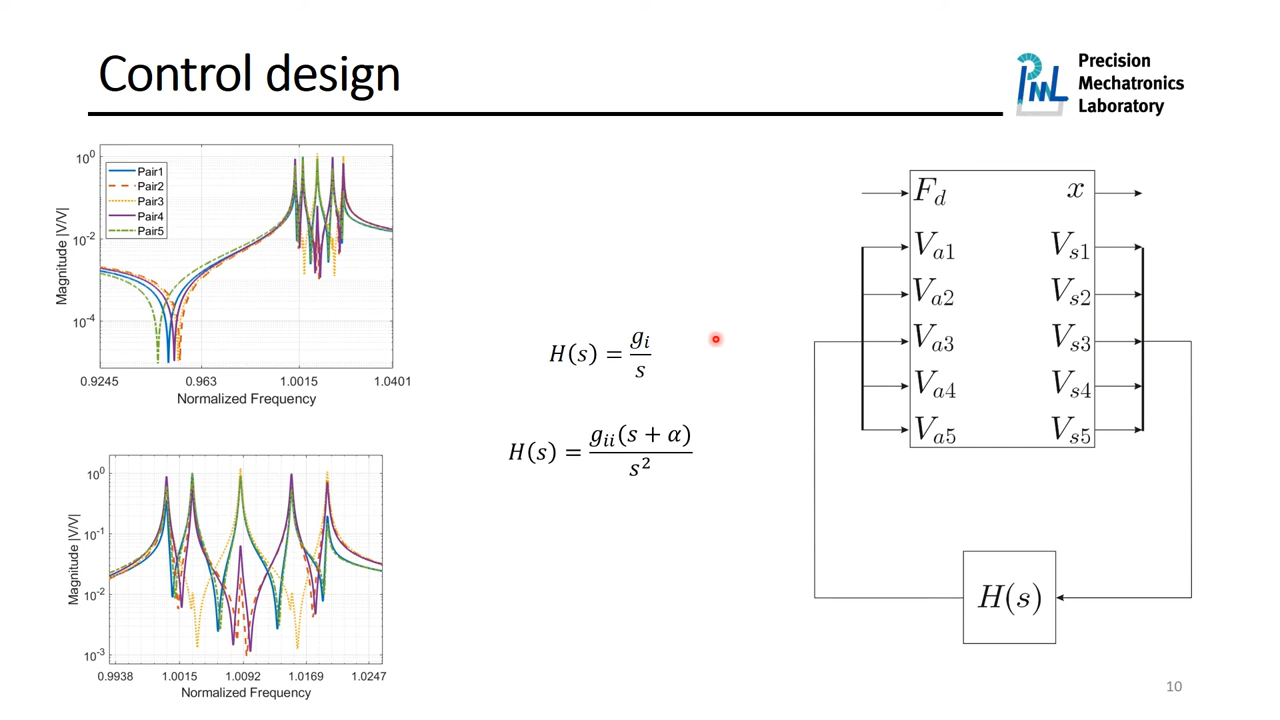 Control design
Precision
Mechatronics
Laboratory
PML
10^0
10^-2
10^-4
Magnitude |V/V|
Pair1
Pair2
Pair3
Pair4
Pair5
0.9245 0.963 1.0015 1.0401
Normalized Frequency
10^0
10^-1
10^-2
10^-3
Magnitude |V/V|
0.9938 1.0015 1.0092 1.0169 1.0247
Normalized Frequency
H(s) = g_i/s
H(s) = g_ii(s + α)/s^2
F_d x
V_a1 V_s1
V_a2 V_s2
V_a3 V_s3
V_a4 V_s4
V_a5 V_s5
H(s)
10